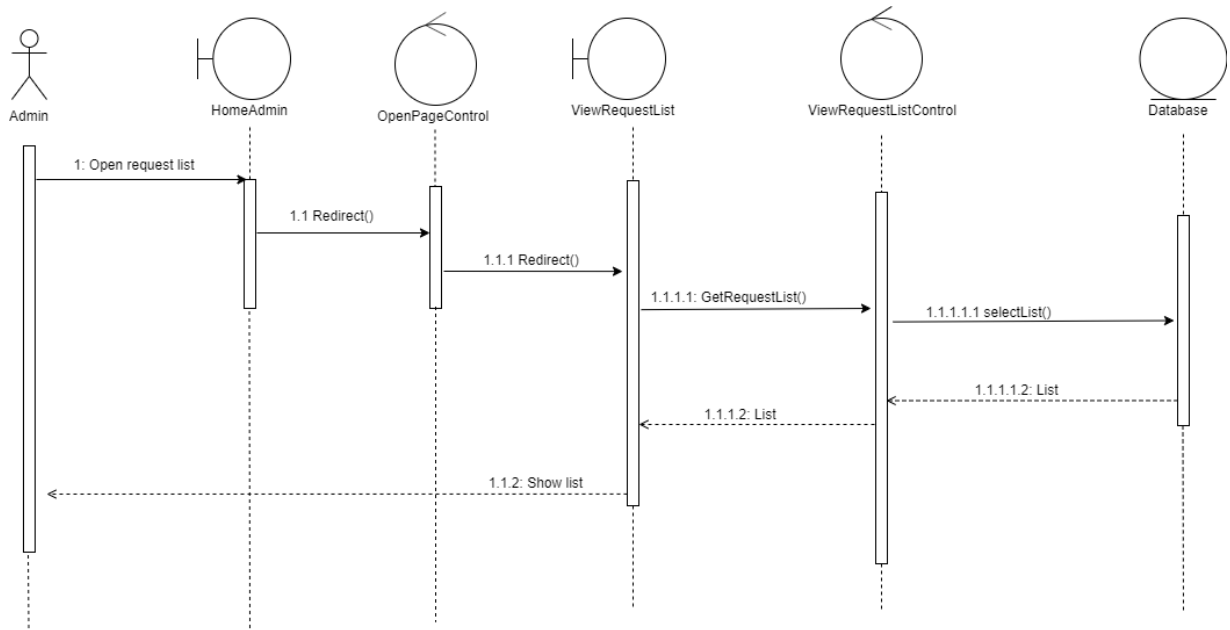 Admin
HomeAdmin
OpenPageControl
ViewRequestList
ViewRequestListControl
Database
1: Open request list
1.1 Redirect()
1.1.1 Redirect()
1.1.1.1: GetRequestList()
1.1.1.1.1 selectList()
1.1.1.1.2: List
1.1.1.2: List
1.1.2: Show list